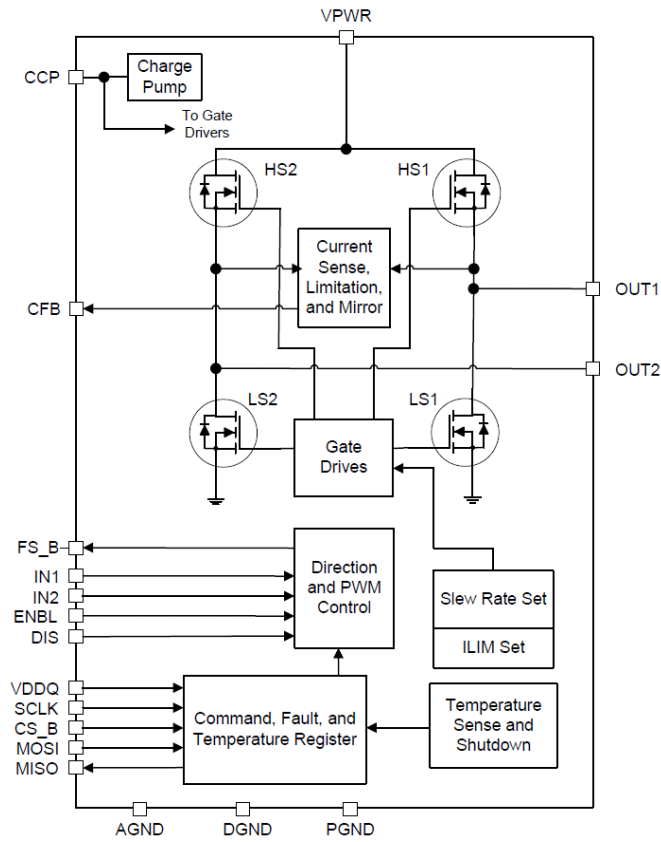 VPWR
CCP
Charge
Pump
To Gate
Drivers
HS2
HS1
Current
Sense,
Limitation,
and Mirror
OUT1
CFB
OUT2
LS2
LS1
Gate
Drives
FS_B
Direction
and PWM
Control
IN1
IN2
ENBL
DIS
Slew Rate Set
ILIM Set
VDDQ
SCLK
CS_B
MOSI
MISO
Command, Fault, and
Temperature Register
Temperature
Sense and
Shutdown
AGND
DGND
PGND